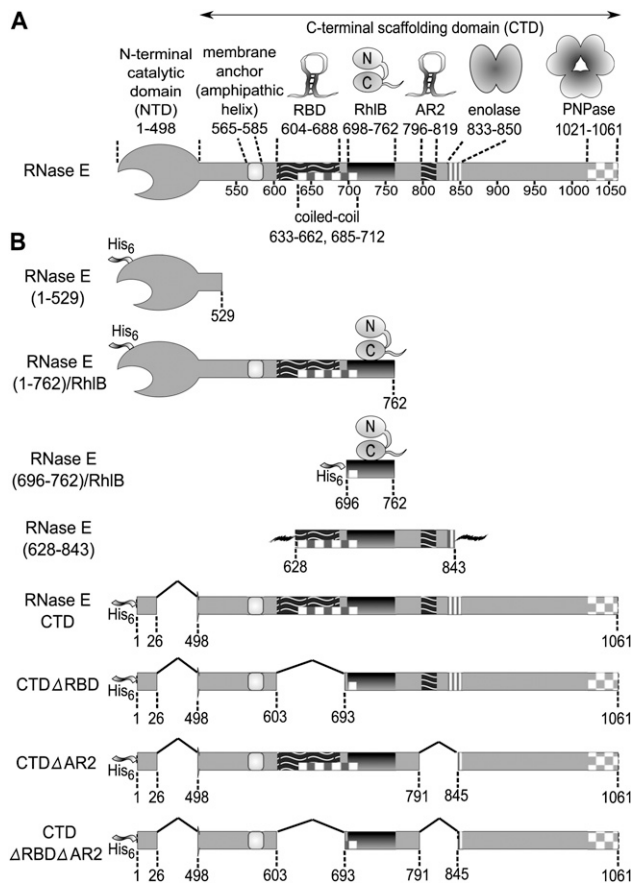 A
C-terminal scaffolding domain (CTD)
N-terminal
catalytic
domain
(NTD)
1-498
membrane
anchor
(amphipathic
helix)
565-585
RBD
604-688
N
C
RhlB
698-762
AR2
796-819
enolase
833-850
PNPase
1021-1061
RNase E
550 600 650 700 750 800 850 900 950 1000 1050
coiled-coil
633-662, 685-712
B
His6
RNase E
(1-529)
529
His6
RNase E
(1-762)/RhlB
N
C
762
RNase E
(696-762)/RhlB
N
C
His6
696 762
RNase E
(628-843)
628 843
RNase E
CTD
His6
1 26 498 1061
CTDΔRBD
His6
1 26 498 603 693 1061
CTDΔAR2
His6
1 26 498 791 845 1061
CTD
ΔRBDΔAR2
His6
1 26 498 603 693 791 845 1061